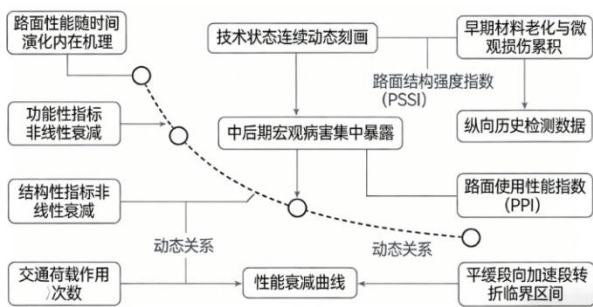 路面性能随时间
演化内在机理
技术状态连续动态刻画
早期材料老化与微
观损伤累积
路面结构强度指数
(PSSI)
功能性指标
非线性衰减
中后期宏观病害集中暴露
纵向历史检测数据
结构性指标非
线性衰减
路面使用性能指数
(PPI)
动态关系
动态关系
交通荷载作用
次数
性能衰减曲线
平缓段向加速段转
折临界区间